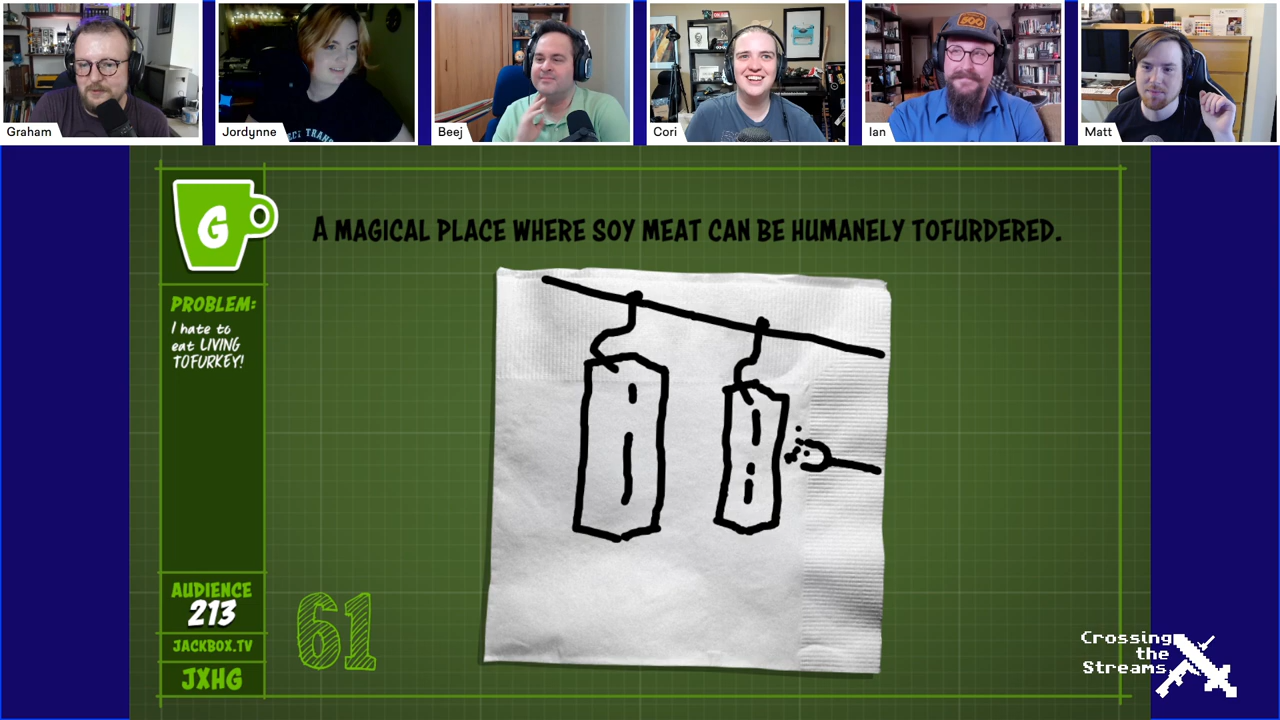 Graham
Jordynne
Beej
Cori
Ian
Matt
G
A MAGICAL PLACE WHERE SOY MEAT CAN BE HUMANELY TOFURDERED.
PROBLEM:
I hate to
eat LIVING
TOFURKEY!
AUDIENCE
213
JACKBOX.TV
JXHG
61
Crossing
the
Streams